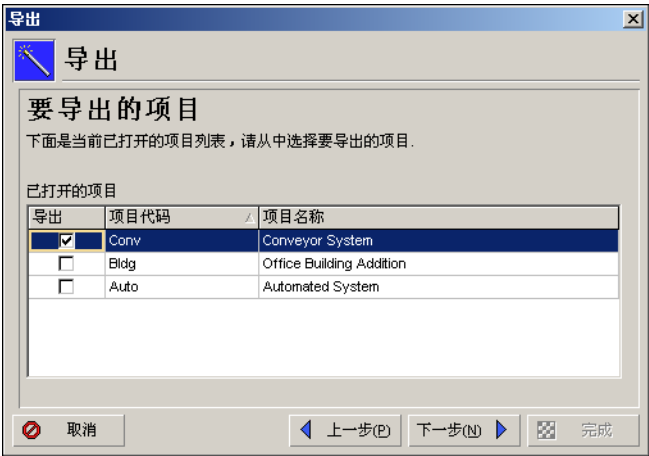 导出
导出
要导出的项目
下面是当前已打开的项目列表，请从中选择要导出的项目.
已打开的项目
导出 项目代码 项目名称
Conv Conveyor System
Bldg Office Building Addition
Auto Automated System
取消 上一步(P) 下一步(N) 完成